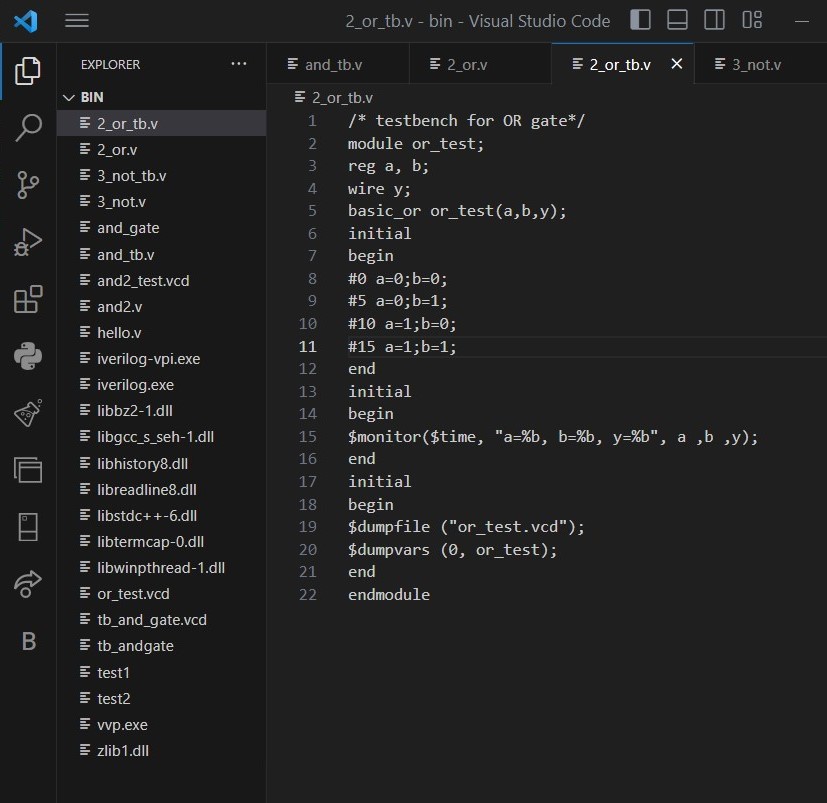 2_or_tb.v - bin - Visual Studio Code
EXPLORER ...
and_tb.v
2_or.v
2_or_tb.v
3_not.v
BIN
2_or_tb.v
2_or.v
3_not_tb.v
3_not.v
and_gate
and_tb.v
and2_test.vcd
and2.v
hello.v
iverilog-vpi.exe
iverilog.exe
libbz2-1.dll
libgcc_s_seh-1.dll
libhistory8.dll
libreadline8.dll
libstdc++-6.dll
libtermcap-0.dll
libwinpthread-1.dll
or_test.vcd
tb_and_gate.vcd
tb_andgate
test1
test2
vvp.exe
zlib1.dll
B
2_or_tb.v
1 /* testbench for OR gate*/
2 module or_test;
3 reg a, b;
4 wire y;
5 basic_or or_test(a,b,y);
6 initial
7 begin
8 #0 a=0;b=0;
9 #5 a=0;b=1;
10 #10 a=1;b=0;
11 #15 a=1;b=1;
12 end
13 initial
14 begin
15 $monitor($time, "a=%b, b=%b, y=%b", a ,b ,y);
16 end
17 initial
18 begin
19 $dumpfile ("or_test.vcd");
20 $dumpvars (0, or_test);
21 end
22 endmodule